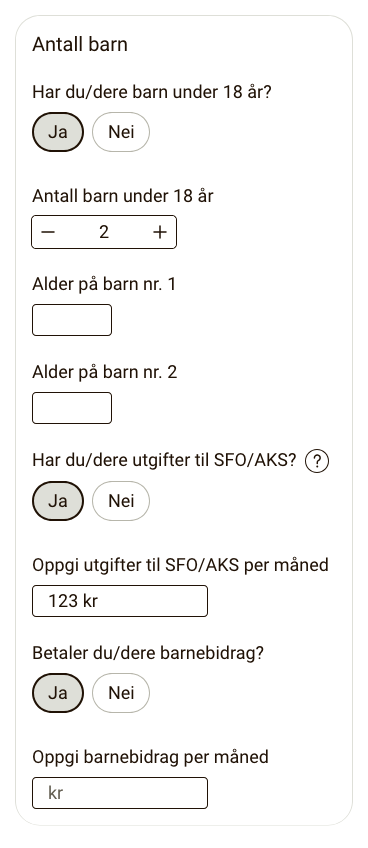 Antall barn
Har du/dere barn under 18 år?
Ja Nei
Antall barn under 18 år
− 2 +
Alder på barn nr. 1
Alder på barn nr. 2
Har du/dere utgifter til SFO/AKS? ?
Ja Nei
Oppgi utgifter til SFO/AKS per måned
123 kr
Betaler du/dere barnebidrag?
Ja Nei
Oppgi barnebidrag per måned
kr